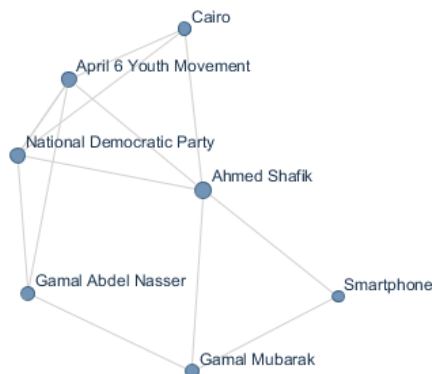 Cairo
April 6 Youth Movement
National Democratic Party
Ahmed Shafik
Gamal Abdel Nasser
Smartphone
Gamal Mubarak